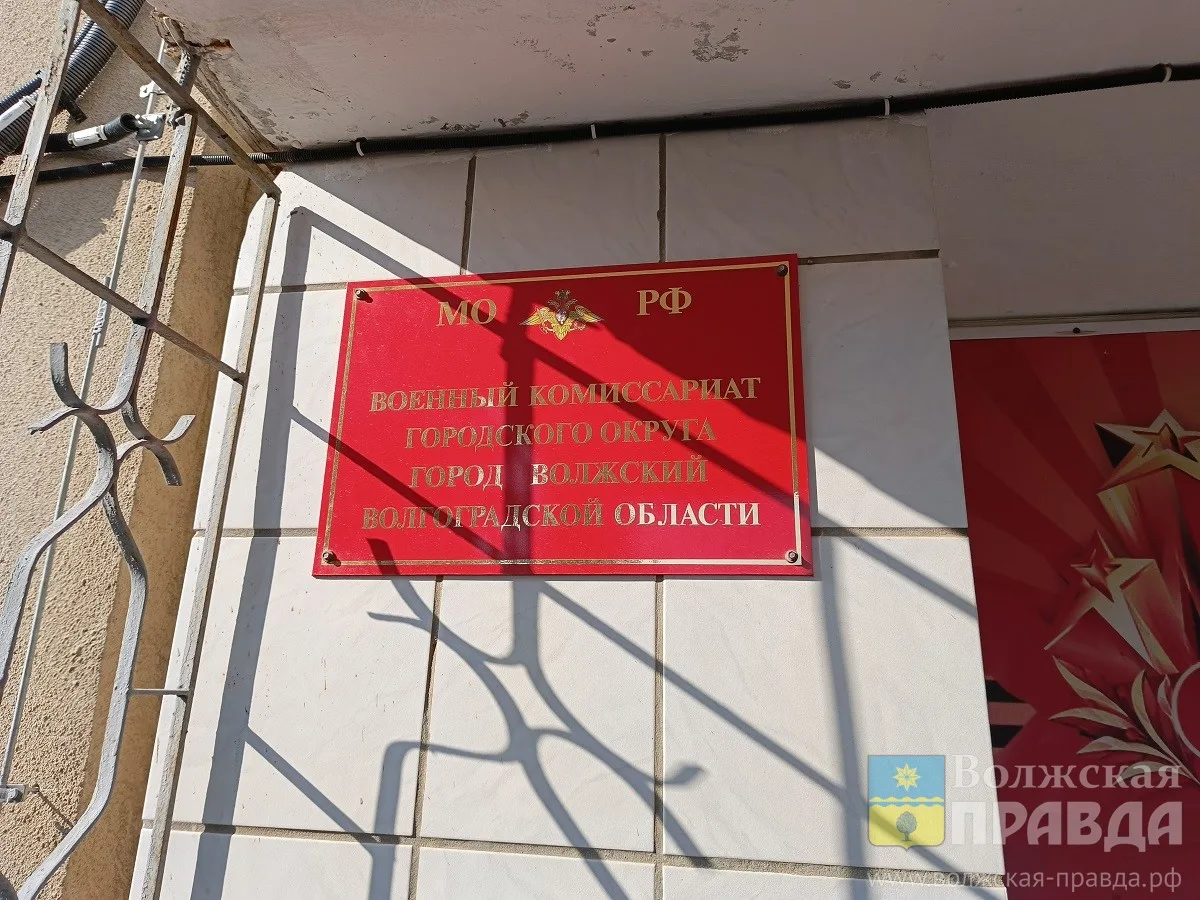 МО РФ
ВОЕННЫЙ КОМИССАРИАТ
ГОРОДСКОГО ОКРУГА
ГОРОД ВОЛЖСКИЙ
ВОЛГОГРАДСКОЙ ОБЛАСТИ
Волжская
ПРАВДА
www.волжская-правда.рф